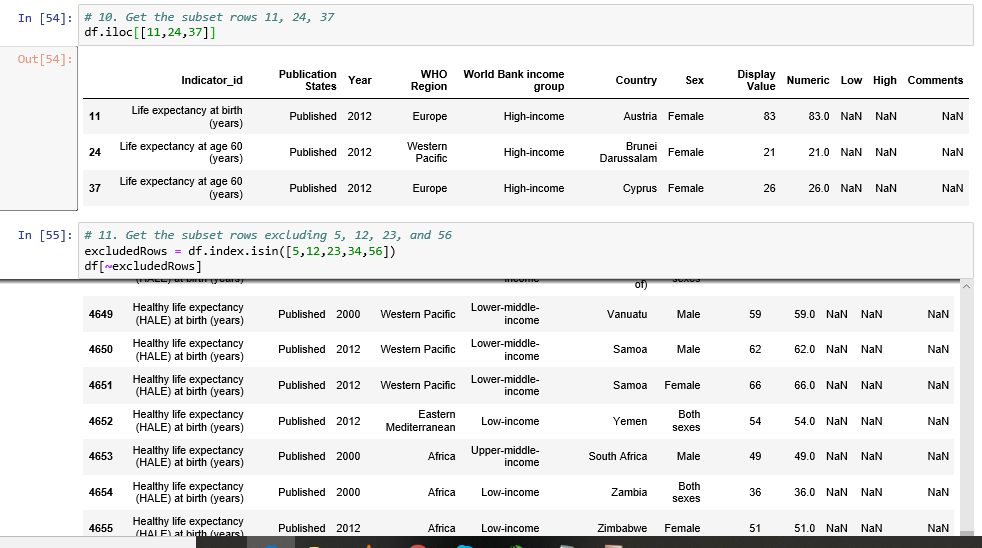 In [54]: # 10. Get the subset rows 11, 24, 37
df.iloc[[11,24,37]]
Out[54]:
Indicator_id Publication States Year WHO Region World Bank income group Country Sex Display Value Numeric Low High Comments
11 Life expectancy at birth (years) Published 2012 Europe High-income Austria Female 83 83.0 NaN NaN NaN
24 Life expectancy at age 60 (years) Published 2012 Western Pacific High-income Brunei Darussalam Female 21 21.0 NaN NaN NaN
37 Life expectancy at age 60 (years) Published 2012 Europe High-income Cyprus Female 26 26.0 NaN NaN NaN
In [55]: # 11. Get the subset rows excluding 5, 12, 23, and 56
excludedRows = df.index.isin([5,12,23,34,56])
df[~excludedRows]
(HALE) at birth (years) income of) sexes
4649 Healthy life expectancy (HALE) at birth (years) Published 2000 Western Pacific Lower-middle-income Vanuatu Male 59 59.0 NaN NaN NaN
4650 Healthy life expectancy (HALE) at birth (years) Published 2012 Western Pacific Lower-middle-income Samoa Male 62 62.0 NaN NaN NaN
4651 Healthy life expectancy (HALE) at birth (years) Published 2012 Western Pacific Lower-middle-income Samoa Female 66 66.0 NaN NaN NaN
4652 Healthy life expectancy (HALE) at birth (years) Published 2012 Eastern Mediterranean Low-income Yemen Both sexes 54 54.0 NaN NaN NaN
4653 Healthy life expectancy (HALE) at birth (years) Published 2000 Africa Upper-middle-income South Africa Male 49 49.0 NaN NaN NaN
4654 Healthy life expectancy (HALE) at birth (years) Published 2000 Africa Low-income Zambia Both sexes 36 36.0 NaN NaN NaN
4655 Healthy life expectancy (HALE) at birth (years) Published 2012 Africa Low-income Zimbabwe Female 51 51.0 NaN NaN NaN